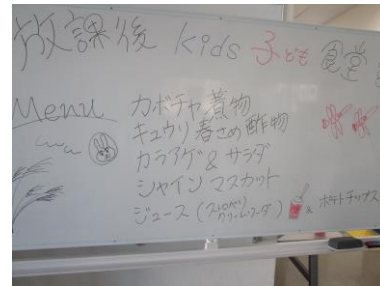 放課後 Kids 子ども 食堂
Menu
カボチャ煮物
キュウリ春さめ酢物
カラアゲ & サラダ
シャインマスカット
ジュース (ストロベリークリームソーダ) & ポテトチップス